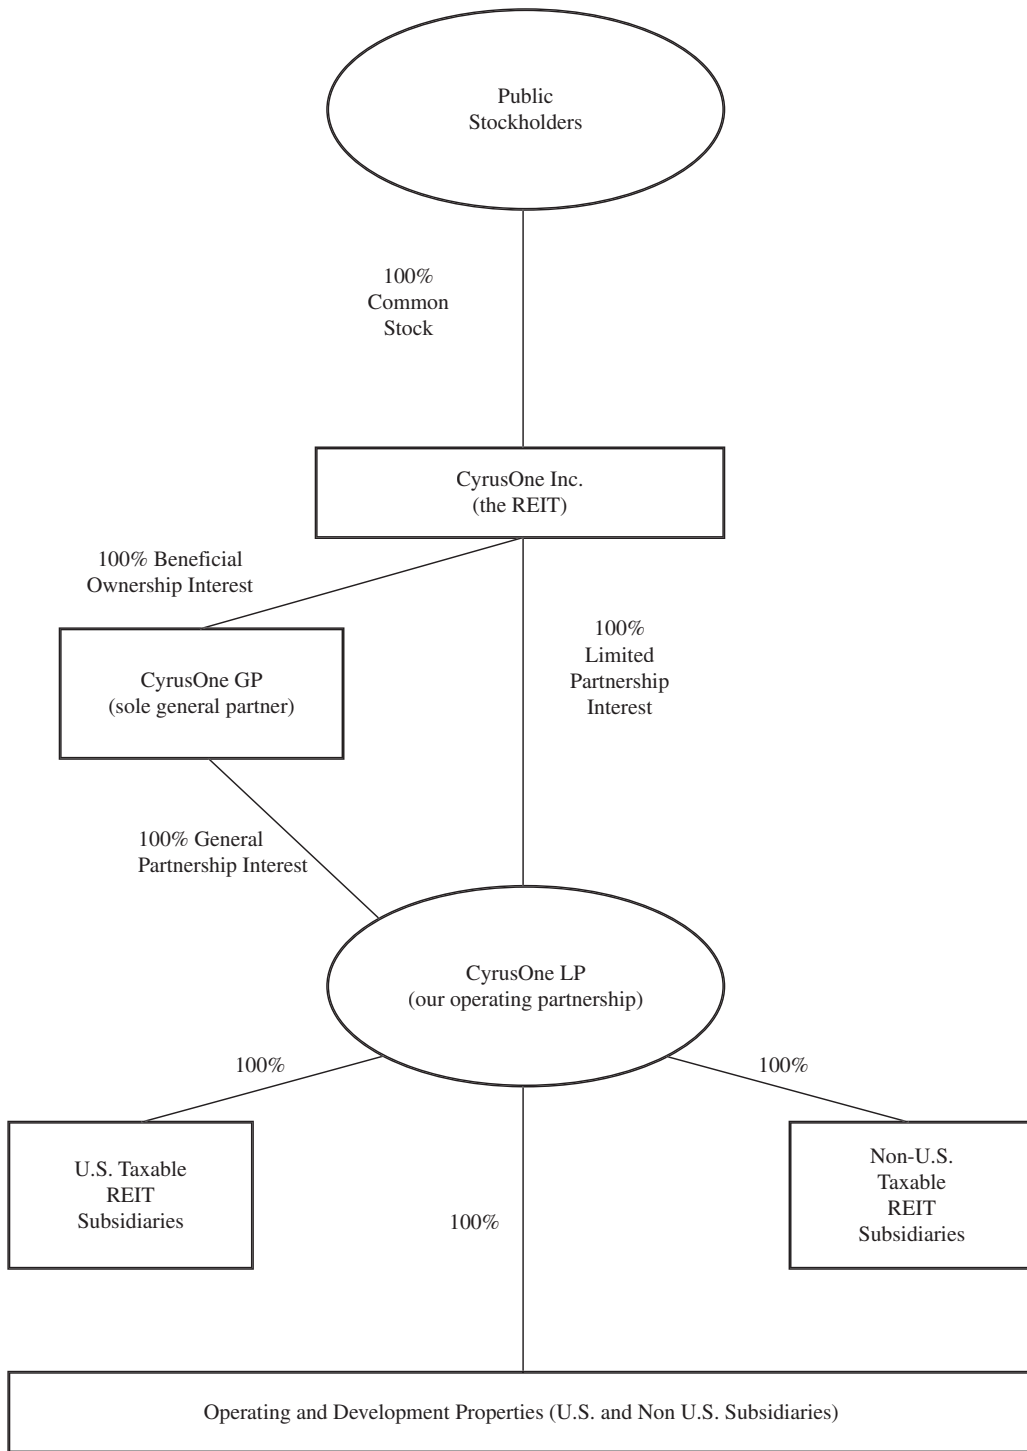 Public
Stockholders
100%
Common
Stock
CyrusOne Inc.
(the REIT)
100% Beneficial
Ownership Interest
100%
Limited
Partnership
Interest
CyrusOne GP
(sole general partner)
100% General
Partnership Interest
CyrusOne LP
(our operating partnership)
100%
100%
U.S. Taxable
REIT
Subsidiaries
100%
Non-U.S.
Taxable
REIT
Subsidiaries
Operating and Development Properties (U.S. and Non U.S. Subsidiaries)